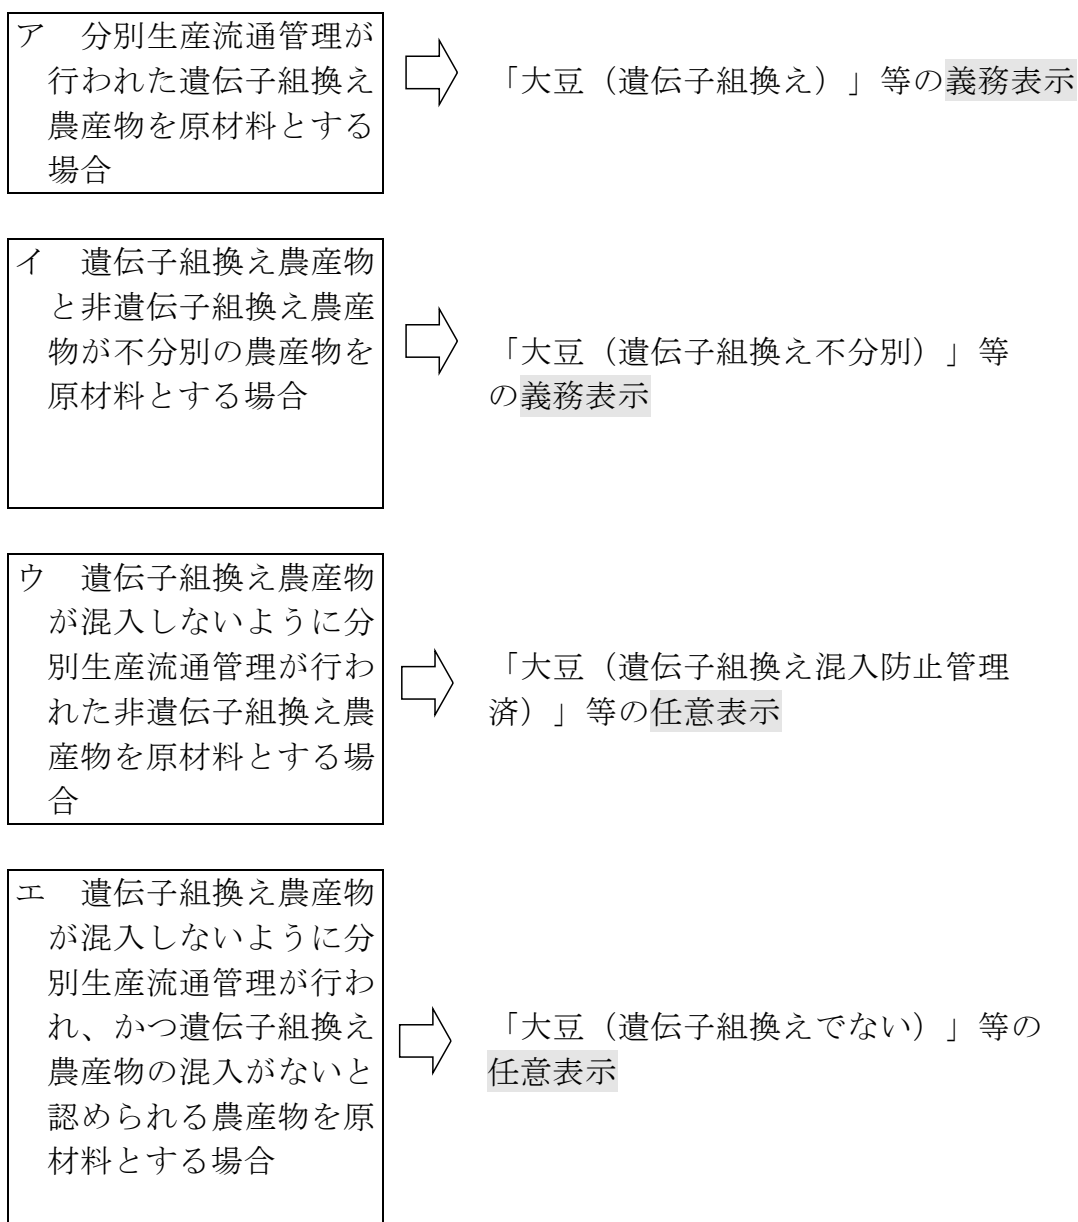 ア　分別生産流通管理が
行われた遺伝子組換え
農産物を原材料とする
場合
「大豆（遺伝子組換え）」等の義務表示
イ　遺伝子組換え農産物
と非遺伝子組換え農産
物が不分別の農産物を
原材料とする場合
「大豆（遺伝子組換え不分別）」等
の義務表示
ウ　遺伝子組換え農産物
が混入しないように分
別生産流通管理が行わ
れた非遺伝子組換え農
産物を原材料とする場
合
「大豆（遺伝子組換え混入防止管理
済）」等の任意表示
エ　遺伝子組換え農産物
が混入しないように分
別生産流通管理が行わ
れ、かつ遺伝子組換え
農産物の混入がないと
認められる農産物を原
材料とする場合
「大豆（遺伝子組換えでない）」等の
任意表示